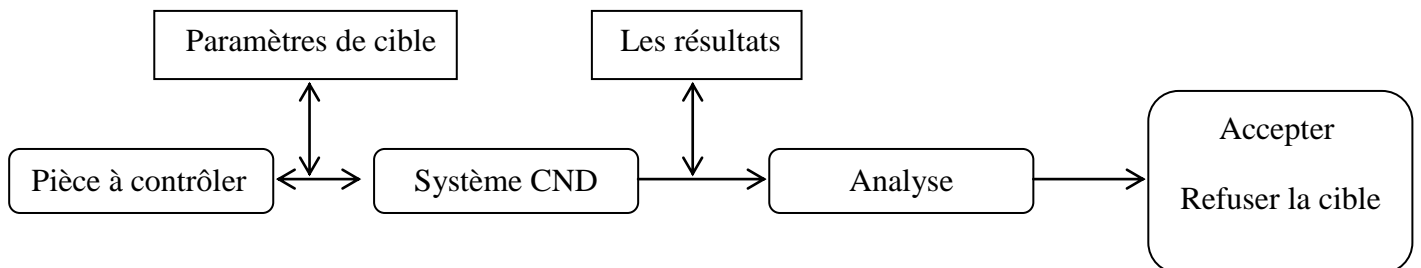 Paramètres de cible
Les résultats
Pièce à contrôler
Système CND
Analyse
Accepter
Refuser la cible